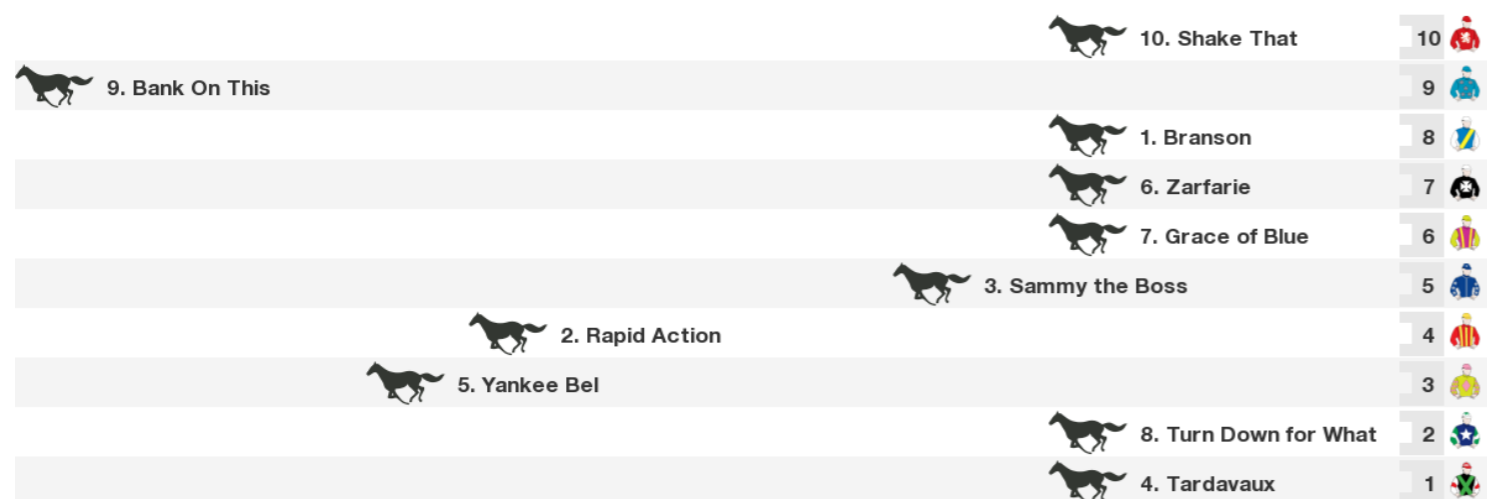 10. Shake That 10
9. Bank On This 9
1. Branson 8
6. Zarfarie 7
7. Grace of Blue 6
3. Sammy the Boss 5
2. Rapid Action 4
5. Yankee Bel 3
8. Turn Down for What 2
4. Tardavaux 1